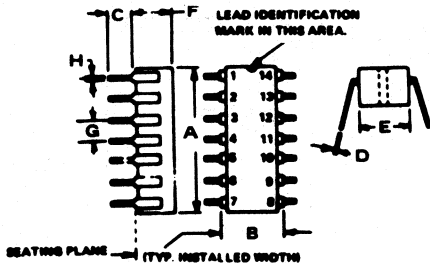 C F
LEAD IDENTIFICATION
MARK IN THIS AREA.
H
G
A
1 14
2 13
3 12
4 11
5 10
6 9
7 8
E
D
B
SEATING PLANE
(TYP. INSTALLED WIDTH)